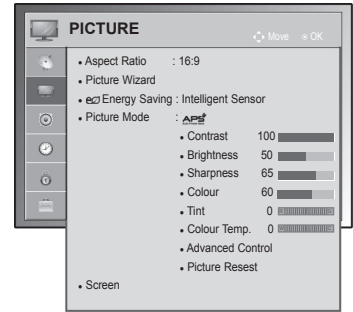 PICTURE
Move OK
• Aspect Ratio : 16:9
• Picture Wizard
• Energy Saving : Intelligent Sensor
• Picture Mode : APS
• Contrast 100
• Brightness 50
• Sharpness 65
• Colour 60
• Tint 0
• Colour Temp. 0
• Advanced Control
• Picture Resest
• Screen